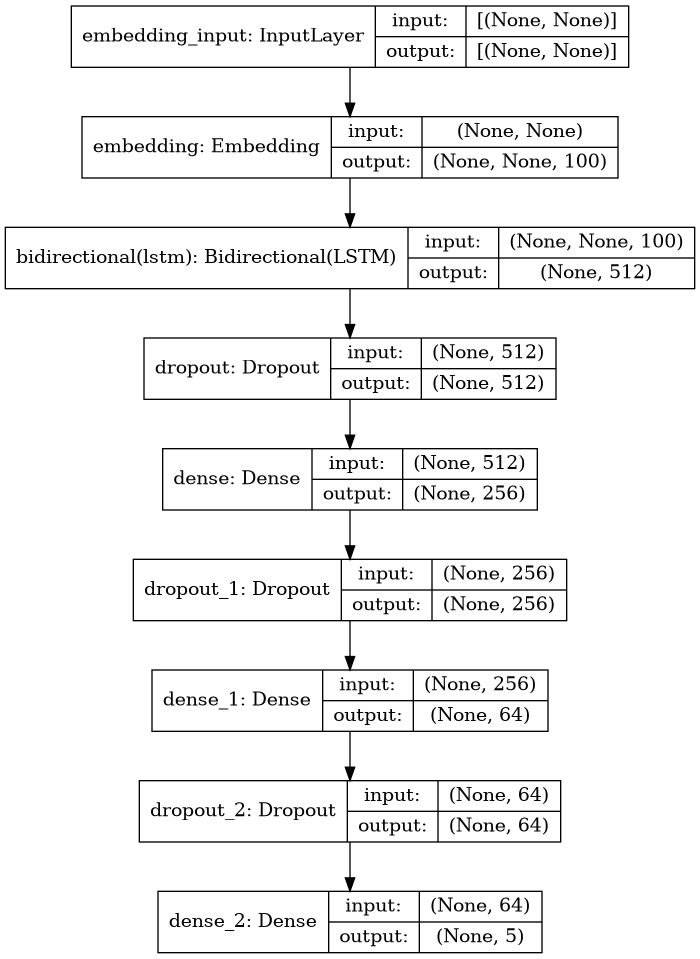 embedding_input: InputLayer
input:
[(None, None)]
output:
[(None, None)]
embedding: Embedding
input:
(None, None)
output:
(None, None, 100)
bidirectional(lstm): Bidirectional(LSTM)
input:
(None, None, 100)
output:
(None, 512)
dropout: Dropout
input:
(None, 512)
output:
(None, 512)
dense: Dense
input:
(None, 512)
output:
(None, 256)
dropout_1: Dropout
input:
(None, 256)
output:
(None, 256)
dense_1: Dense
input:
(None, 256)
output:
(None, 64)
dropout_2: Dropout
input:
(None, 64)
output:
(None, 64)
dense_2: Dense
input:
(None, 64)
output:
(None, 5)